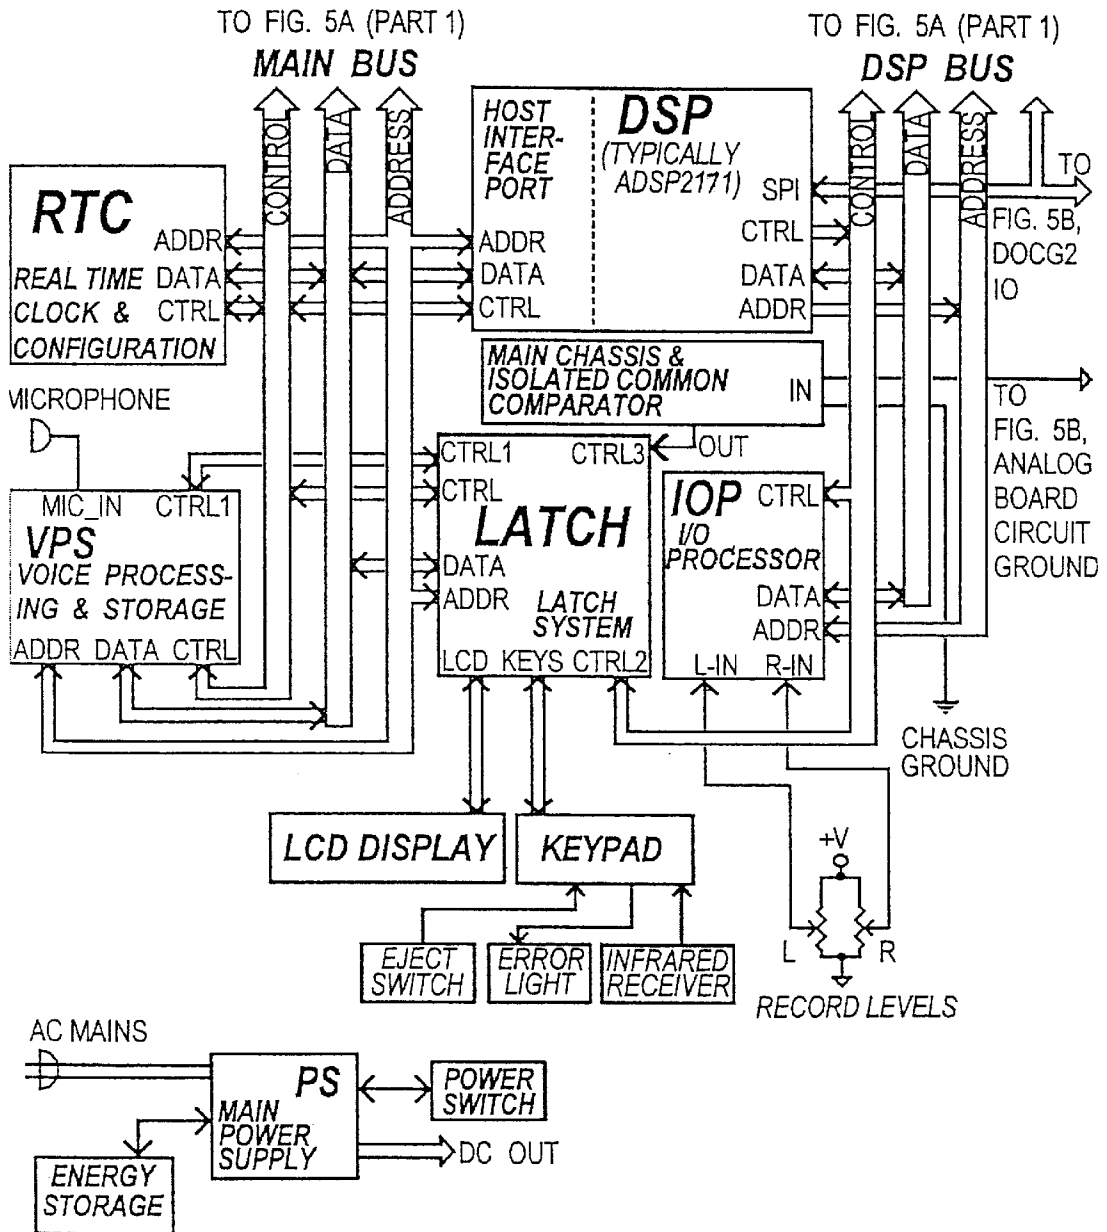 TO FIG. 5A (PART 1)
MAIN BUS
TO FIG. 5A (PART 1)
DSP BUS
CONTROL
DATA
ADDRESS
HOST
INTER-
FACE
PORT
DSP
(TYPICALLY
ADSP2171)
SPI
CTRL
DATA
ADDR
ADDR
DATA
CTRL
CONTROL
DATA
ADDRESS
TO
FIG. 5B,
DOCG2
IO
RTC
ADDR
REAL TIME DATA
CLOCK & CTRL
CONFIGURATION
MAIN CHASSIS &
ISOLATED COMMON
COMPARATOR
IN
OUT
TO
FIG. 5B,
ANALOG
BOARD
CIRCUIT
GROUND
MICROPHONE
MIC_IN CTRL1
VPS
VOICE PROCESS-
ING & STORAGE
ADDR DATA CTRL
CTRL1 CTRL3
CTRL
LATCH
DATA
ADDR
LATCH
SYSTEM
LCD KEYS CTRL2
IOP CTRL
I/O
PROCESSOR
DATA
ADDR
L-IN R-IN
CHASSIS
GROUND
LCD DISPLAY
KEYPAD
EJECT
SWITCH
ERROR
LIGHT
INFRARED
RECEIVER
+V
L R
RECORD LEVELS
AC MAINS
PS
MAIN
POWER
SUPPLY
POWER
SWITCH
DC OUT
ENERGY
STORAGE